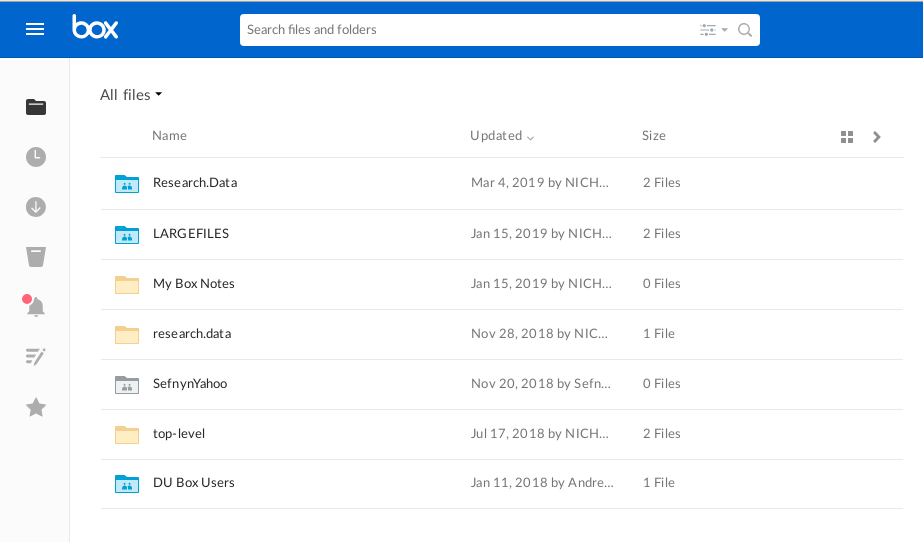 box
Search files and folders
All files
Name Updated Size
Research.Data Mar 4, 2019 by NICH... 2 Files
LARGEFILES Jan 15, 2019 by NICH... 2 Files
My Box Notes Jan 15, 2019 by NICH... 0 Files
research.data Nov 28, 2018 by NIC... 1 File
SefnynYahoo Nov 20, 2018 by Sefn... 0 Files
top-level Jul 17, 2018 by NICH... 2 Files
DU Box Users Jan 11, 2018 by Andre... 1 File